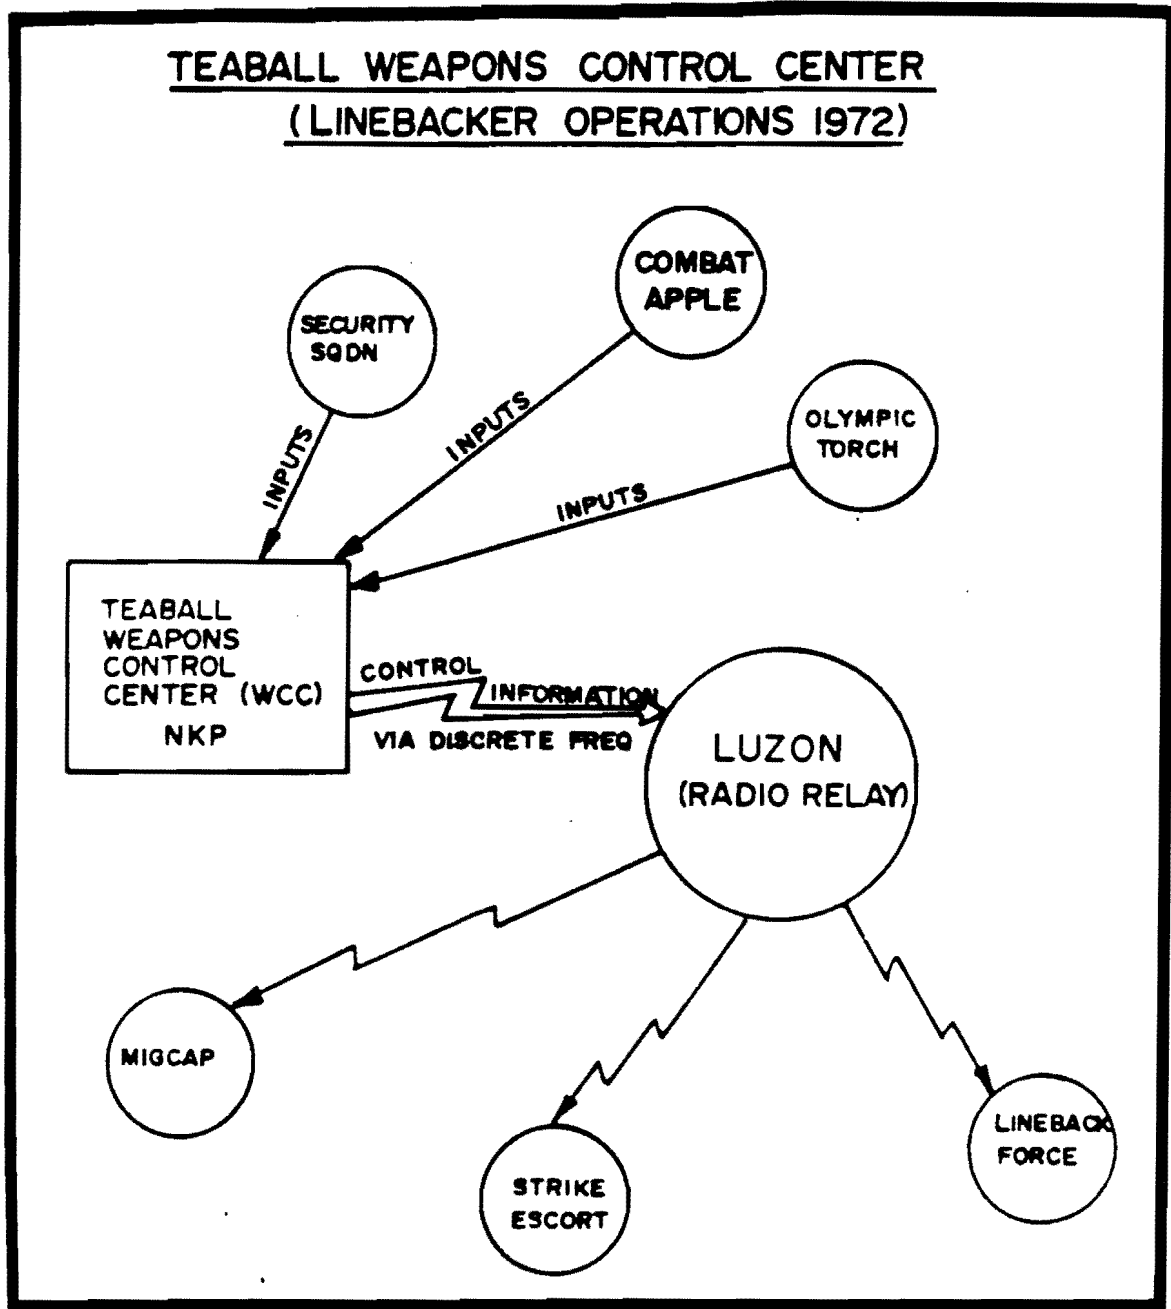 TEABALL WEAPONS CONTROL CENTER
(LINEBACKER OPERATIONS 1972)
COMBAT
APPLE
SECURITY
SQDN
OLYMPIC
TORCH
INPUTS
INPUTS
INPUTS
TEABALL
WEAPONS
CONTROL
CENTER (WCC)
NKP
CONTROL
INFORMATION
VIA DISCRETE FREQ
LUZON
(RADIO RELAY)
MIGCAP
STRIKE
ESCORT
LINEBACK
FORCE